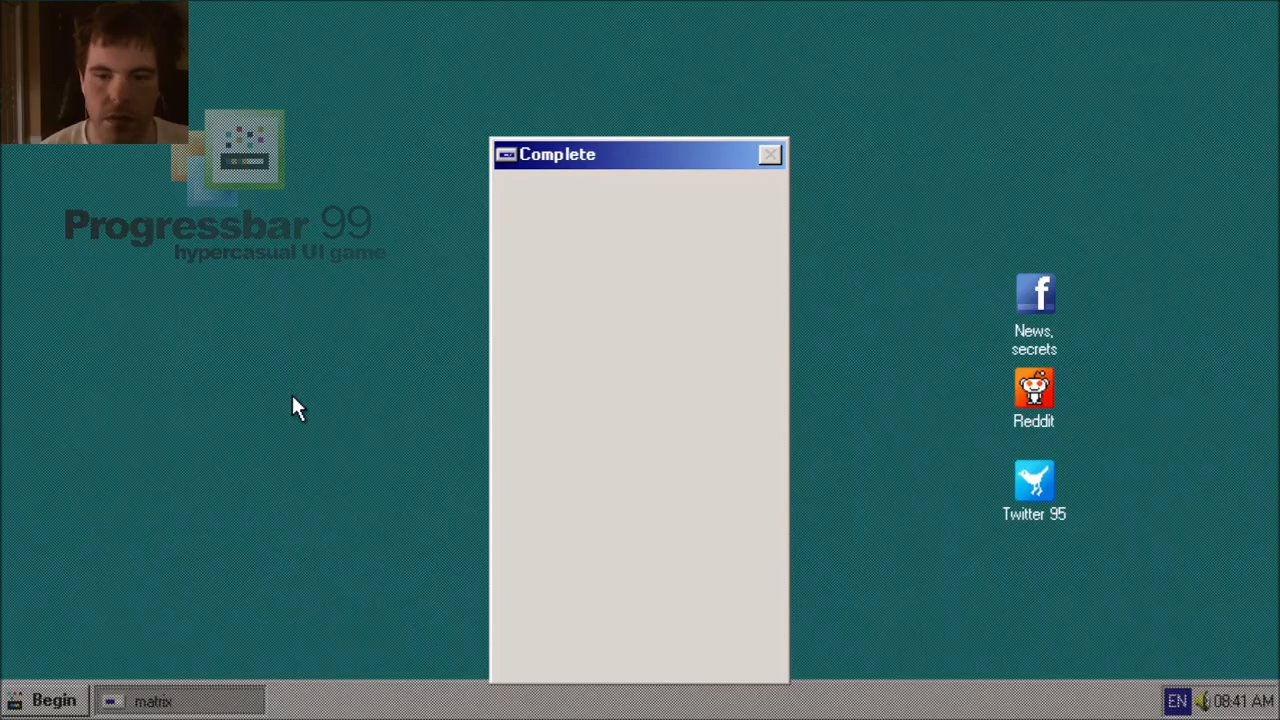 Complete
Progressbar 99
hypercasual UI game
News,
secrets
Reddit
Twitter 95
Begin
matrix
EN
08:41 AM